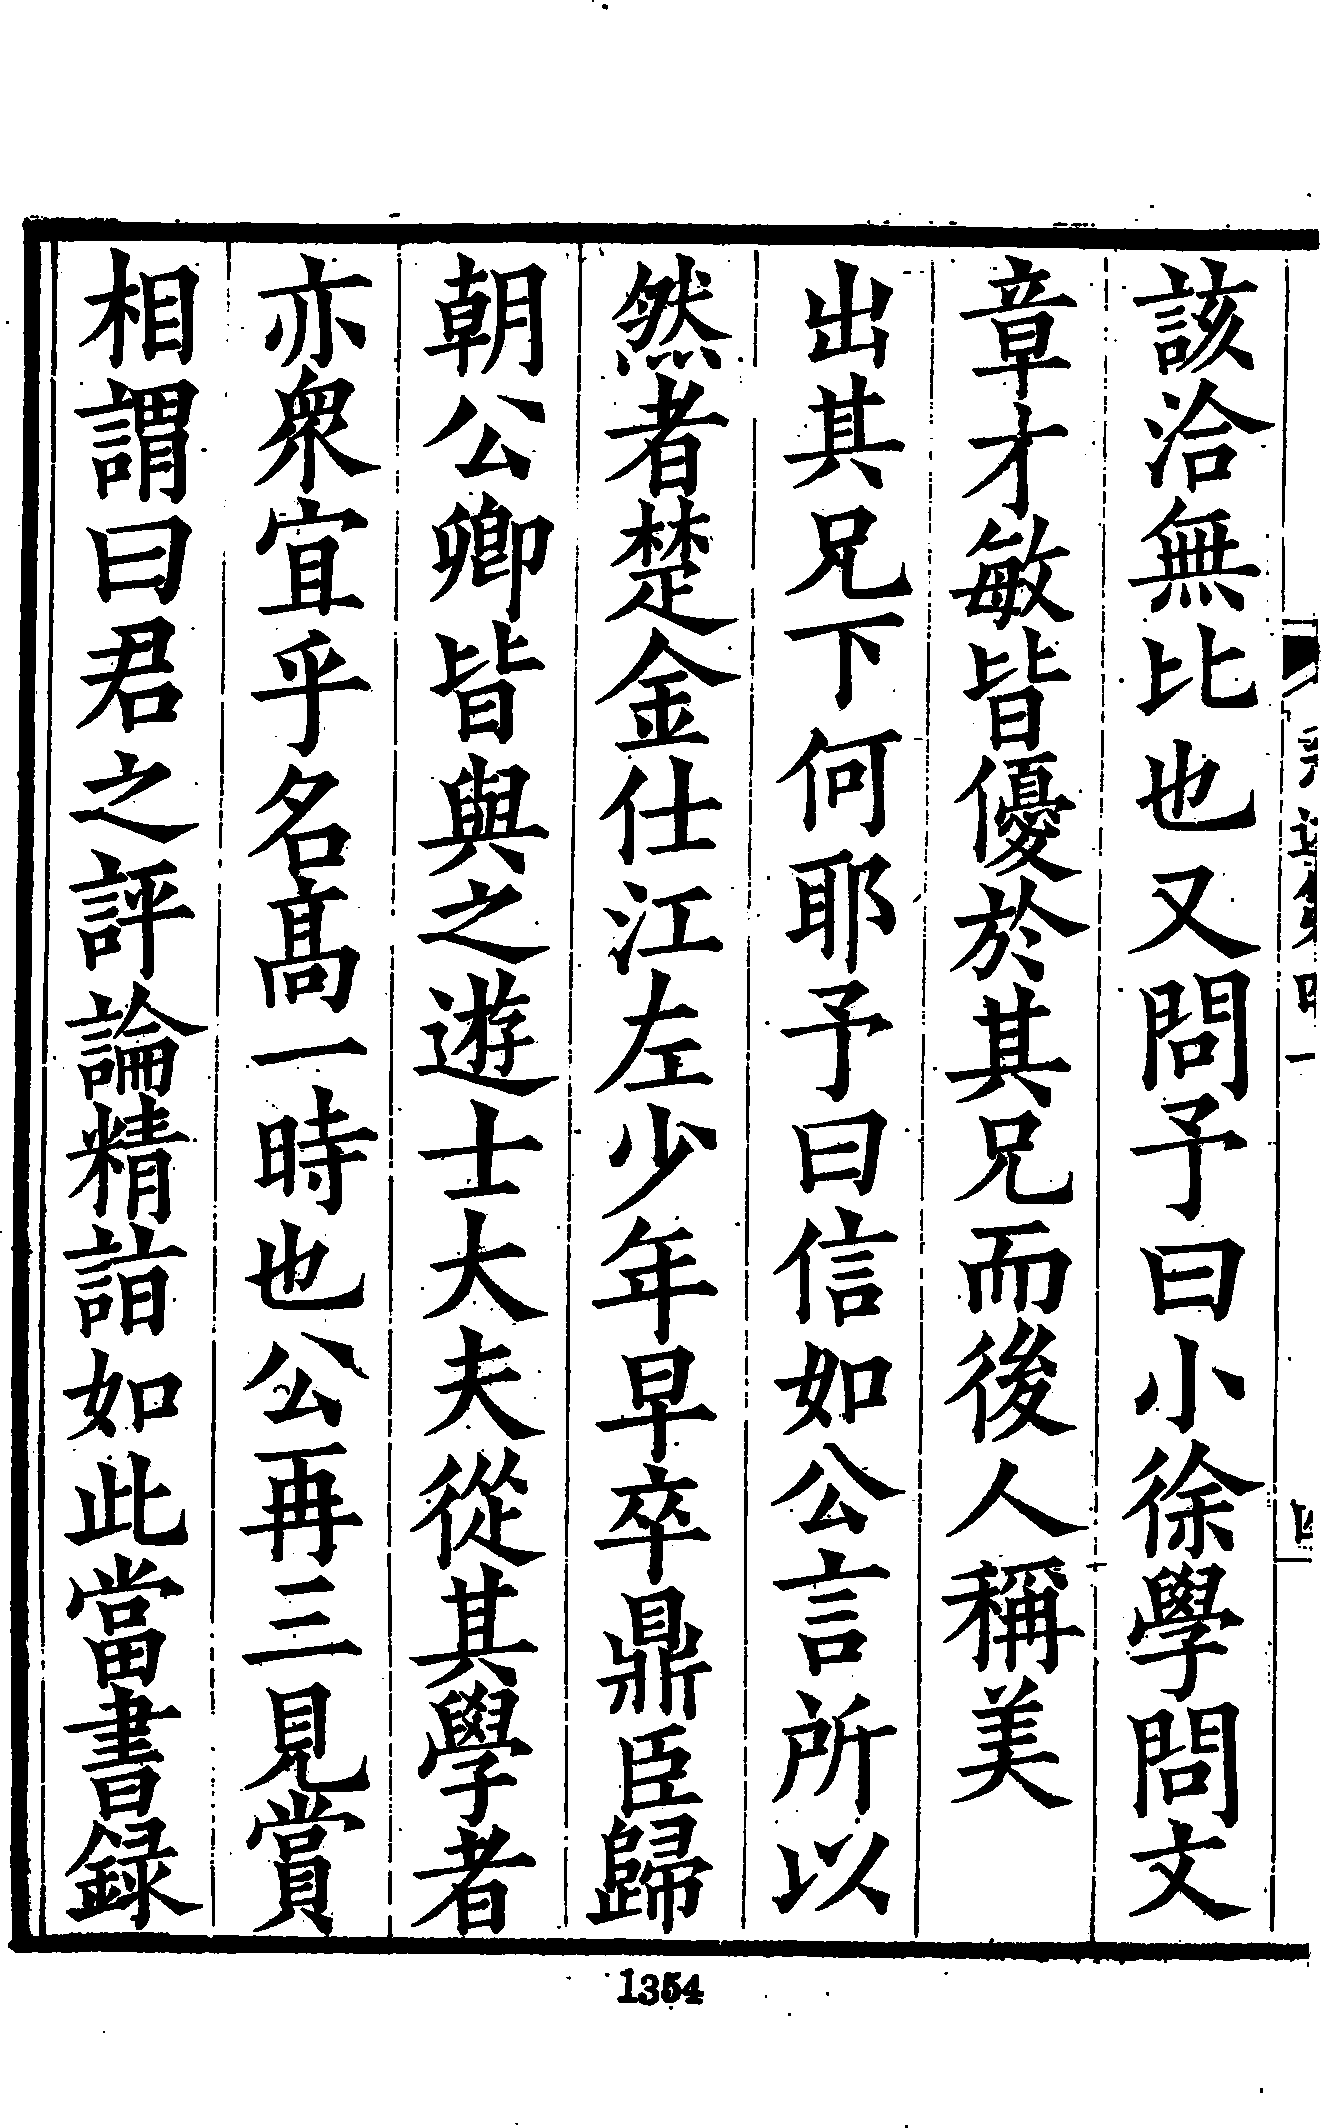 該洽無比也又問予曰小徐學問文
章才敏皆優於其兄而後人稱美
出其兄下何耶予曰信如公言所以
然者楚金仕江左少年早卒鼎臣歸
朝公卿皆與之遊士大夫從其學者
亦衆宜乎名髙一時也公再三見賞
相謂曰君之評論精詣如此當書録
1354